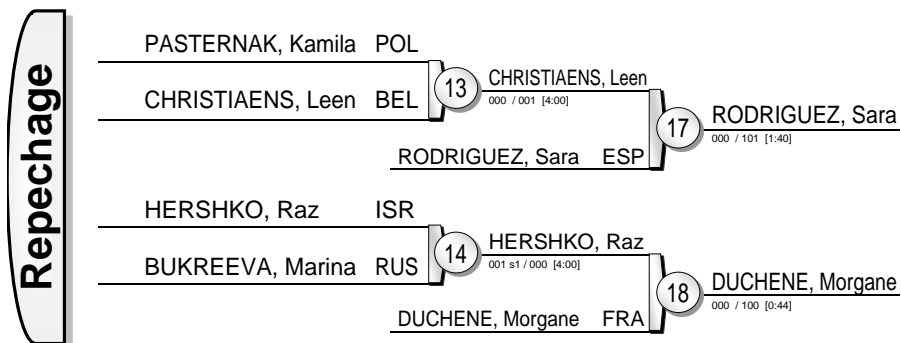 Repechage
PASTERNAK, Kamila POL
CHRISTIAENS, Leen BEL
13
CHRISTIAENS, Leen
000 / 001 [4:00]
RODRIGUEZ, Sara ESP
17
RODRIGUEZ, Sara
000 / 101 [1:40]
HERSHKO, Raz ISR
BUKREEVA, Marina RUS
14
HERSHKO, Raz
001 s1 / 000 [4:00]
DUCHENE, Morgane FRA
18
DUCHENE, Morgane
000 / 100 [0:44]